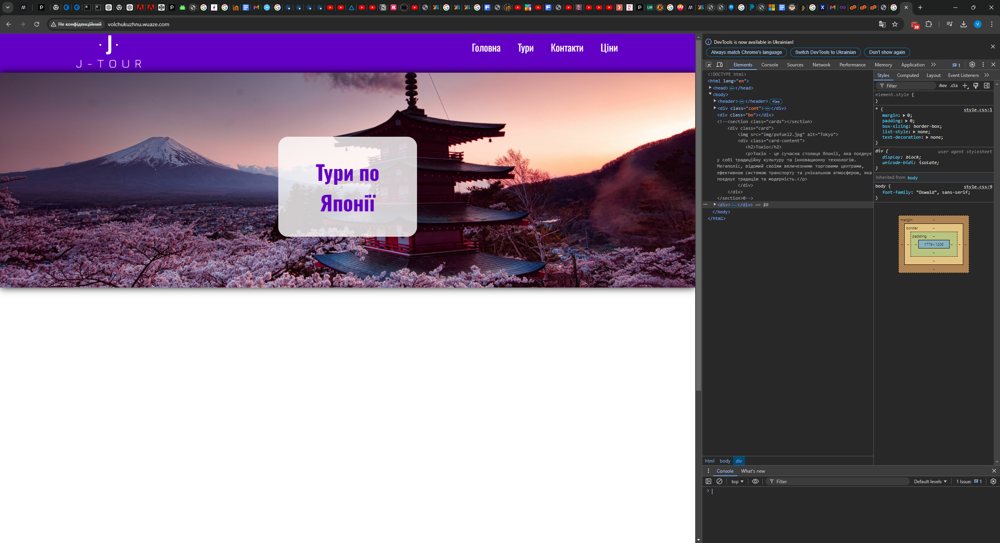 Не конфіденційний
volchukuzhnu.wuaze.com
30
V
· J ·
J-TOUR
Головна
Тури
Контакти
Ціни
Тури по
Японії
DevTools is now available in Ukrainian!
Always match Chrome's language
Switch DevTools to Ukrainian
Don't show again
Elements
Console
Sources
Network
Performance
Memory
Application
1
<!DOCTYPE html>
<html lang="en">
<head> ⋯ </head>
<body>
<header> ⋯ </header> flex
<div class="cont"> ⋯ </div>
<div class="bo"></div>
<!--<section class="cards"></section>
<div class="card">
<img src="img/pxfuel2.jpg" alt="Tokyo">
<div class="card-content">
<h2>Токіо</h2>
<p>Токіо - це сучасна столиця Японії, яка поєднує
у собі традиційну культуру та інновационну технологію.
Мегаполіс, відомий своїми величезними торговими центрами,
ефективною системою транспорту та унікальною атмосферою, яка
поєднує традицію та модерність.</p>
</div>
</div>
</section>0-->
<div> ⋯ </div> == $0
</body>
</html>
html
body
div
Styles
Computed
Layout
Event Listeners
Filter
:hov
.cls
element.style {
}
* {
style.css:1
margin: 0;
padding: 0;
box-sizing: border-box;
list-style: none;
text-decoration: none;
}
div {
user agent stylesheet
display: block;
unicode-bidi: isolate;
}
Inherited from body
body {
style.css:9
font-family: "Oswald", sans-serif;
}
margin
border
padding
1779×1200
Console
What's new
top
Filter
Default levels
1 Issue:
1